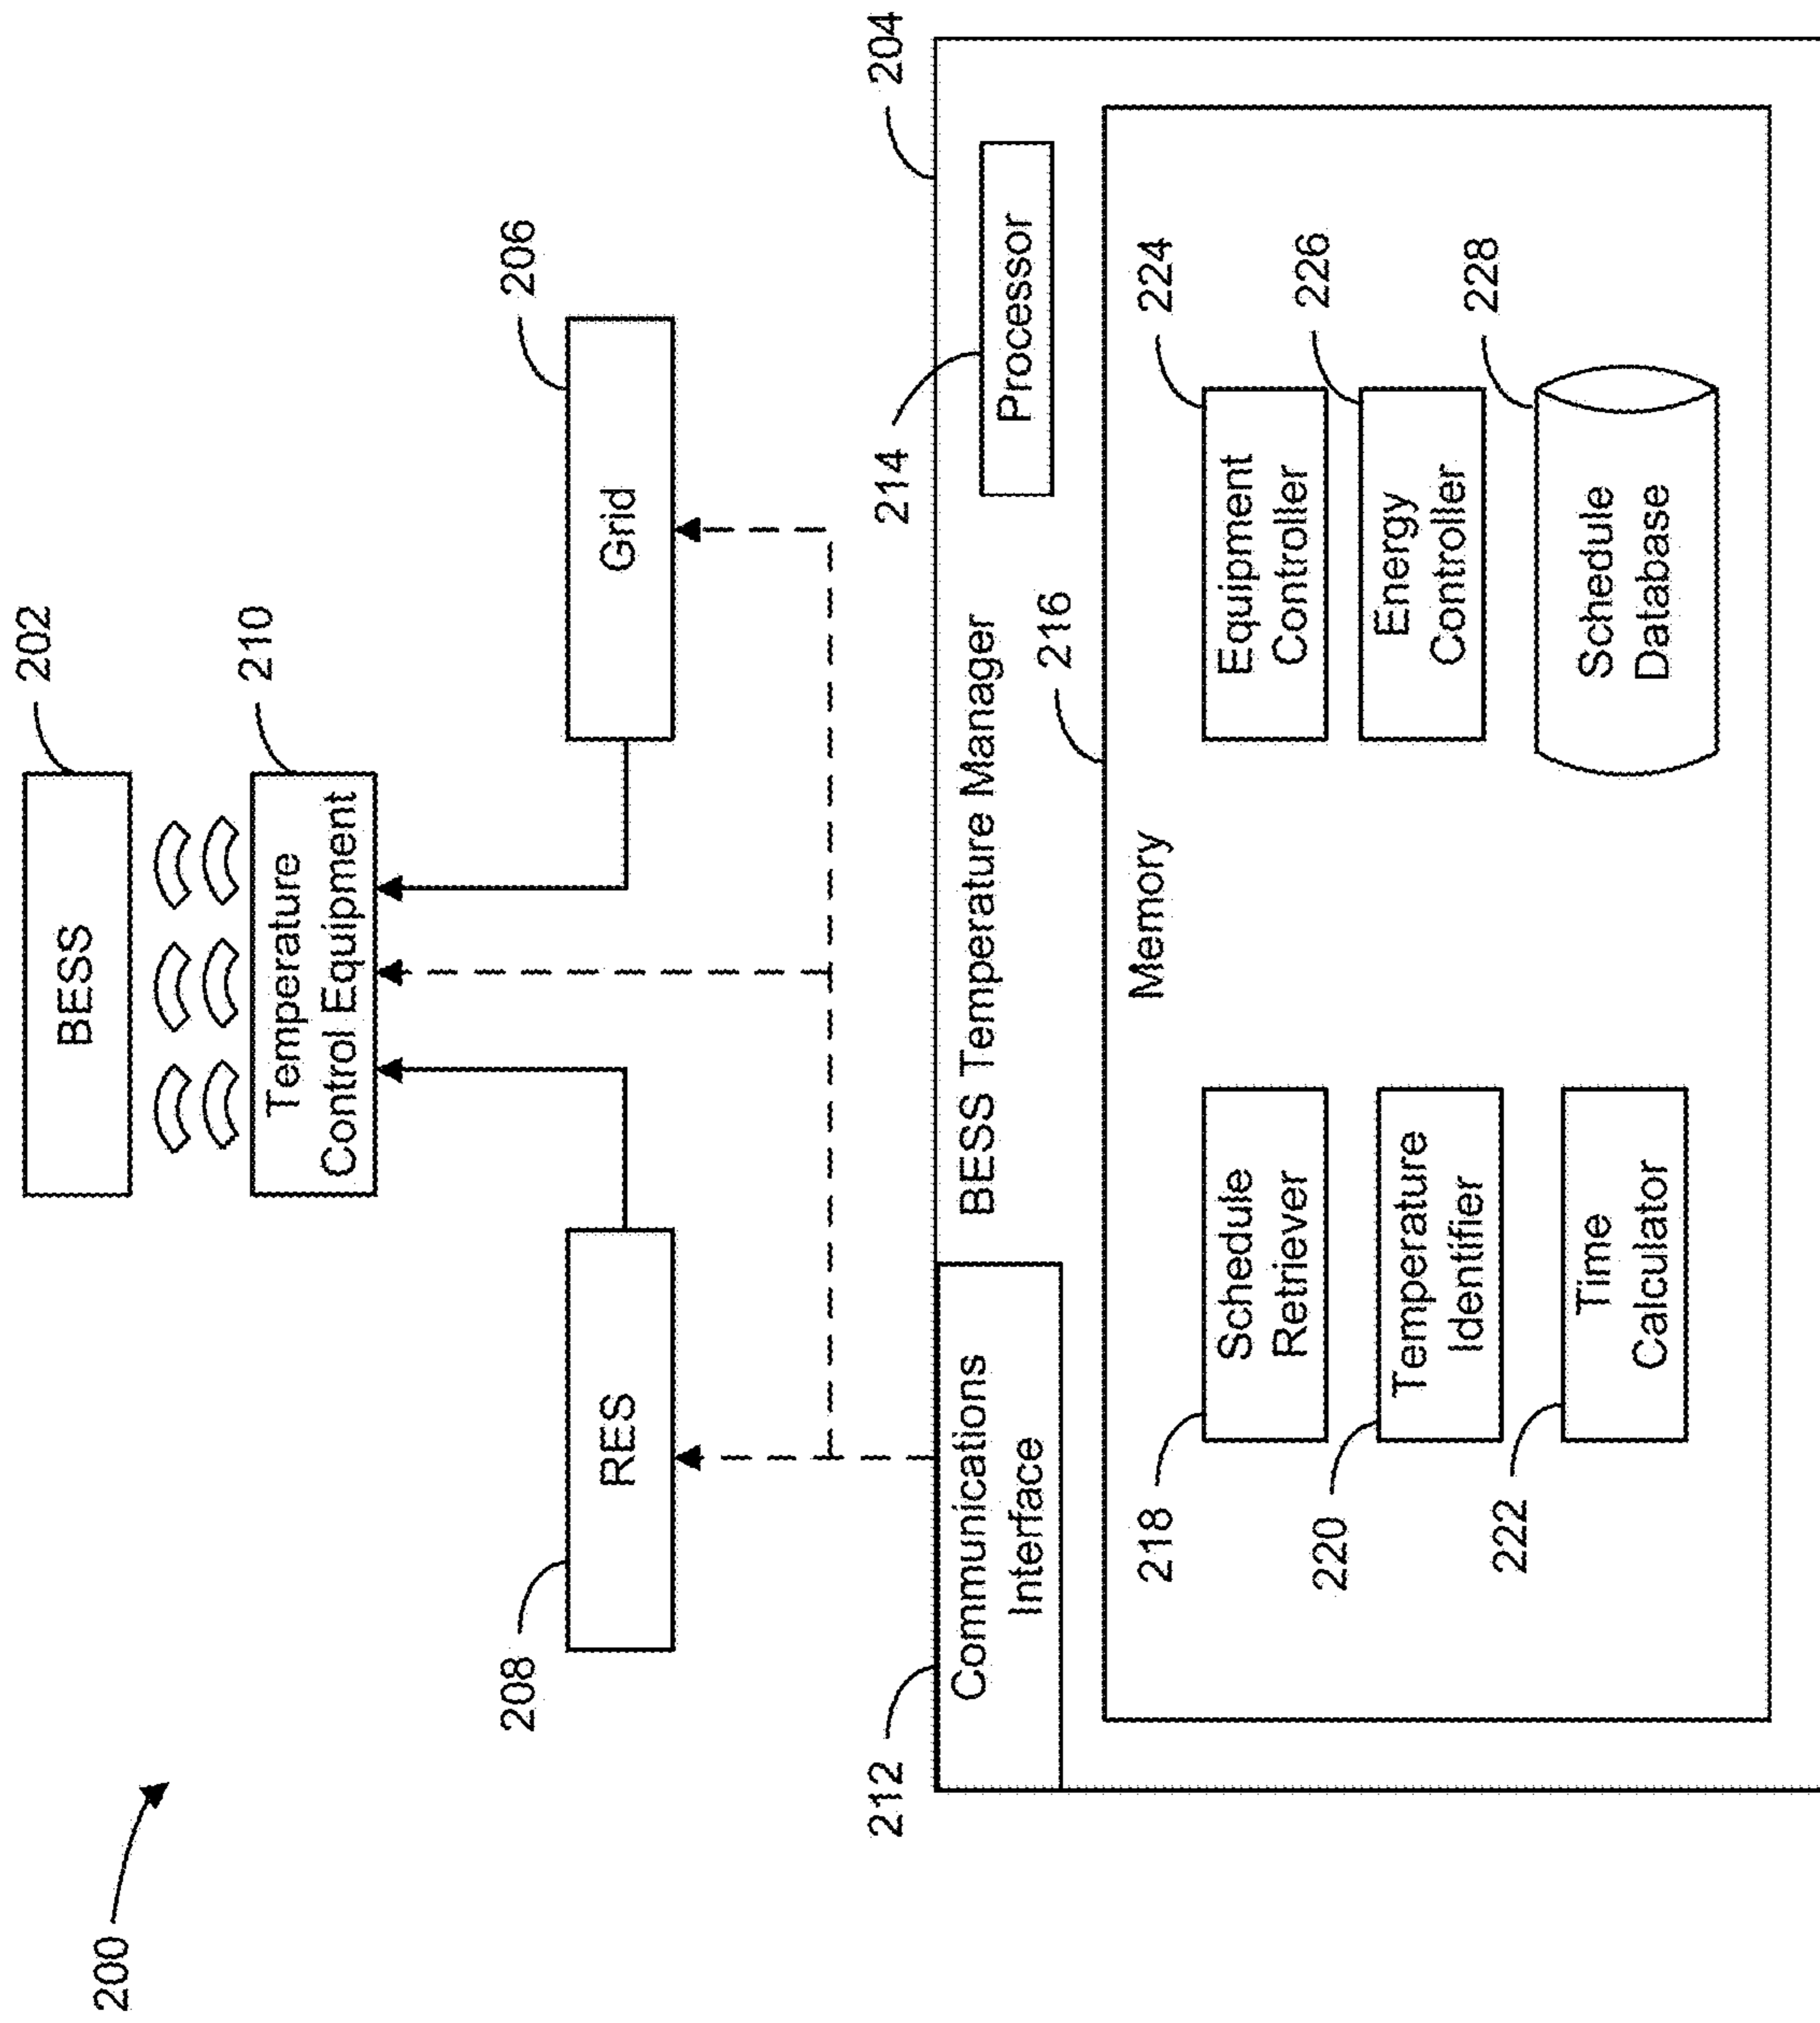 200
BESS
202
Temperature
Control Equipment
210
RES
208
Grid
206
204
212
Communications
Interface
BESS Temperature Manager
214
Processor
216
Memory
218
Schedule
Retriever
220
Temperature
Identifier
222
Time
Calculator
Equipment
Controller
224
Energy
Controller
226
Schedule
Database
228